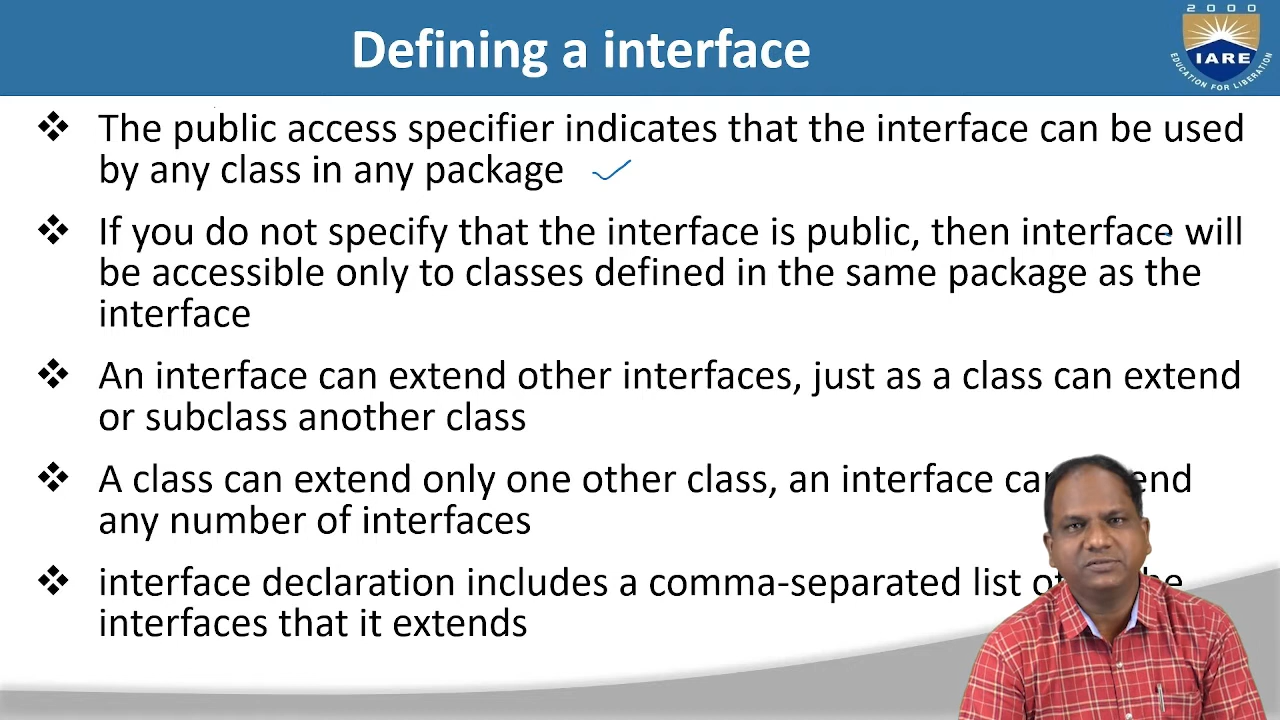 Defining a interface
2000
IARE
EDUCATION FOR LIBERATION
The public access specifier indicates that the interface can be used
by any class in any package
If you do not specify that the interface is public, then interface will
be accessible only to classes defined in the same package as the
interface
An interface can extend other interfaces, just as a class can extend
or subclass another class
A class can extend only one other class, an interface can
any number of interfaces
interface declaration includes a comma-separated list
interfaces that it extends